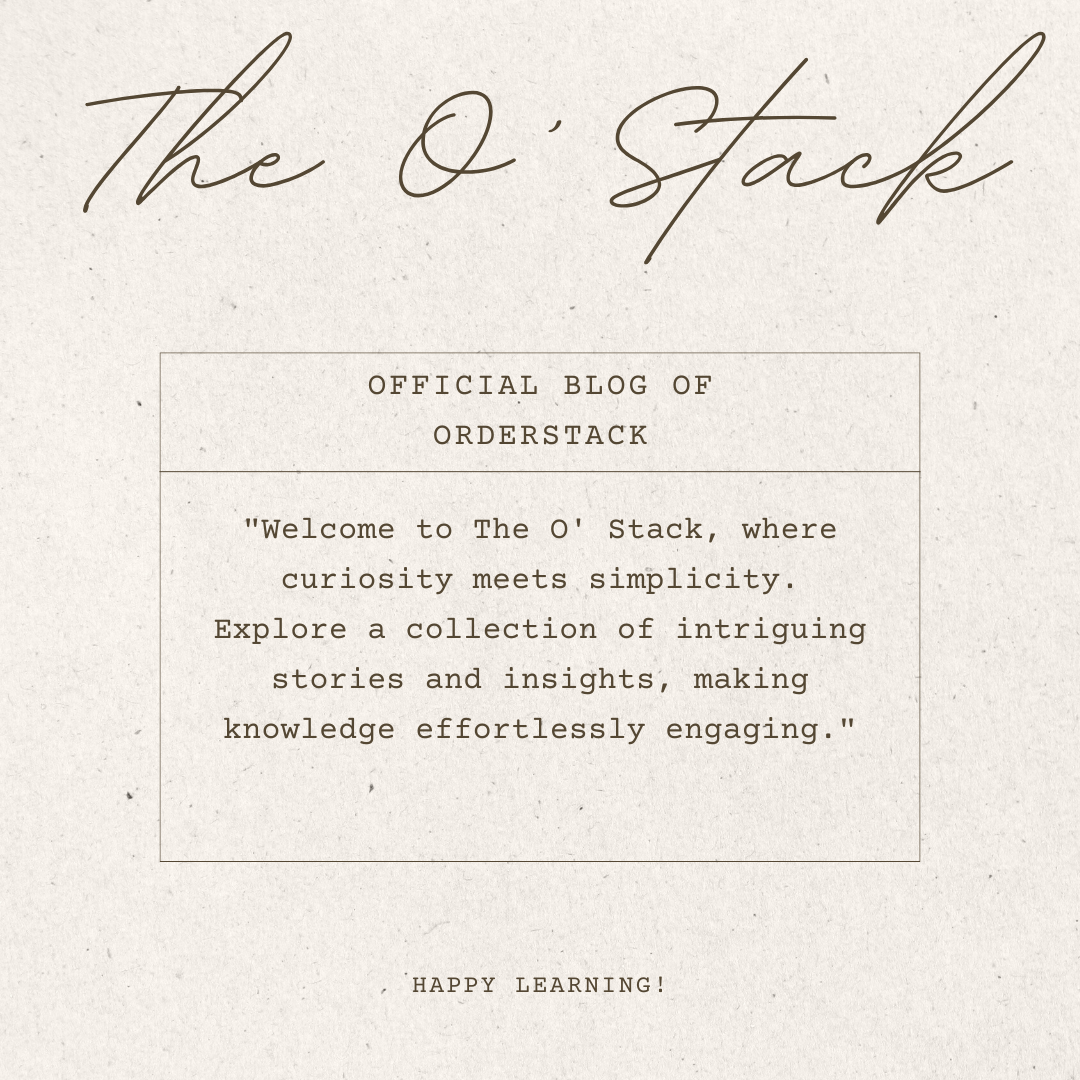 The O' Stack
OFFICIAL BLOG OF
ORDERSTACK
"Welcome to The O' Stack, where
curiosity meets simplicity.
Explore a collection of intriguing
stories and insights, making
knowledge effortlessly engaging."
HAPPY LEARNING!